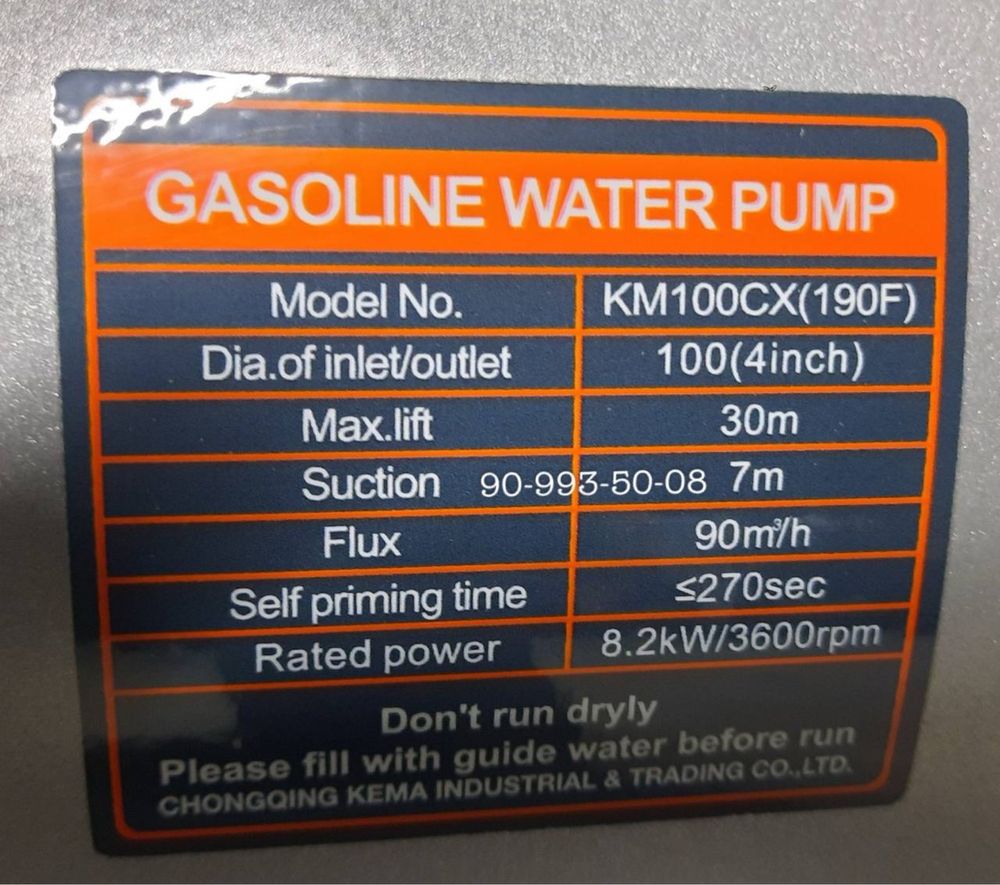 GASOLINE WATER PUMP
Model No. KM100CX(190F)
Dia.of inlet/outlet 100(4inch)
Max.lift 30m
Suction 90-993-50-08 7m
Flux 90m³/h
Self priming time ≤270sec
Rated power 8.2kW/3600rpm
Don't run dryly
Please fill with guide water before run
CHONGQING KEMA INDUSTRIAL & TRADING CO.,LTD.